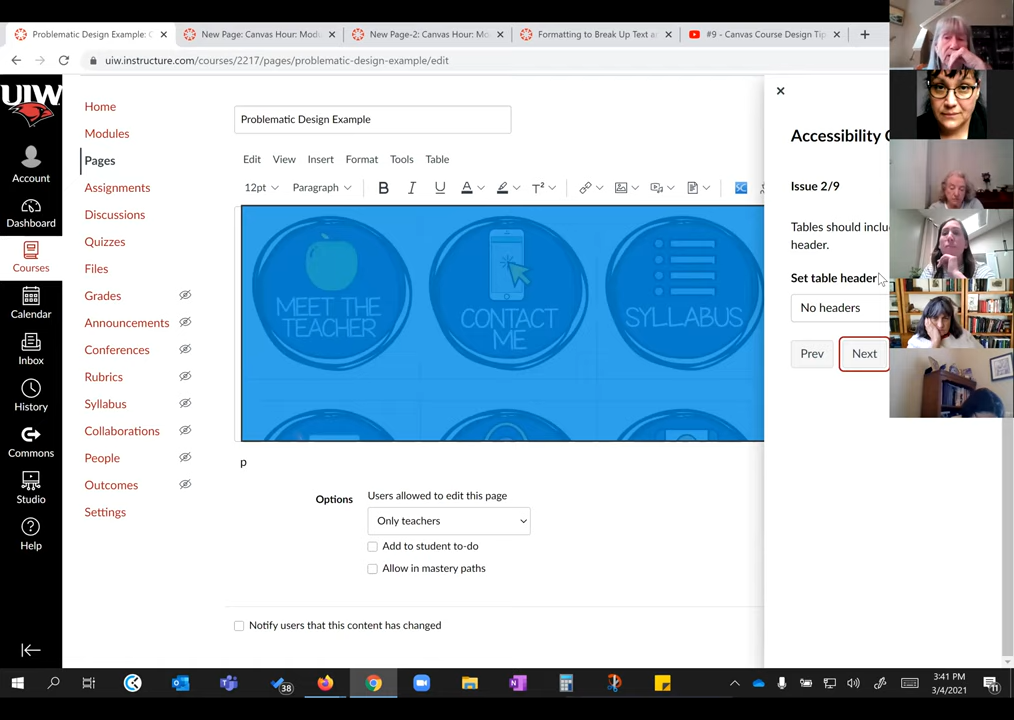 Problematic Design Example: C
New Page: Canvas Hour: Modu
New Page-2: Canvas Hour: Mo
Formatting to Break Up Text a
#9 - Canvas Course Design Tip
uiw.instructure.com/courses/2217/pages/problematic-design-example/edit
UIW
Account
Dashboard
Courses
Calendar
Inbox
History
Commons
Studio
Help
Home
Modules
Pages
Assignments
Discussions
Quizzes
Files
Grades
Announcements
Conferences
Rubrics
Syllabus
Collaborations
People
Outcomes
Settings
Problematic Design Example
Edit View Insert Format Tools Table
12pt Paragraph B I U A T²
MEET THE
TEACHER
CONTACT
ME
SYLLABUS
p
Options
Users allowed to edit this page
Only teachers
Add to student to-do
Allow in mastery paths
Notify users that this content has changed
Accessibility
Issue 2/9
Tables should inclu
header.
Set table header
No headers
Prev
Next
38
3:41 PM
3/4/2021
11